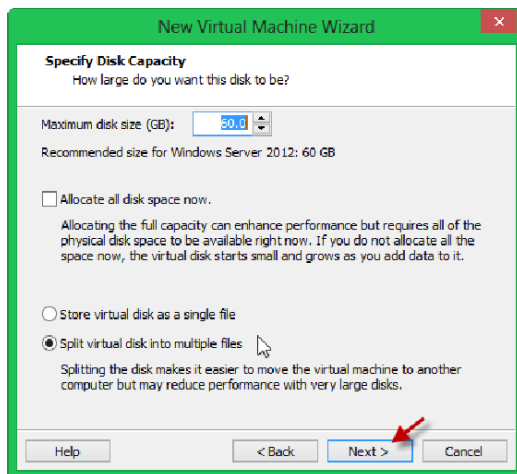 New Virtual Machine Wizard
Specify Disk Capacity
How large do you want this disk to be?
Maximum disk size (GB): 60.0
Recommended size for Windows Server 2012: 60 GB
Allocate all disk space now.
Allocating the full capacity can enhance performance but requires all of the
physical disk space to be available right now. If you do not allocate all the
space now, the virtual disk starts small and grows as you add data to it.
Store virtual disk as a single file
Split virtual disk into multiple files
Splitting the disk makes it easier to move the virtual machine to another
computer but may reduce performance with very large disks.
Help < Back Next > Cancel